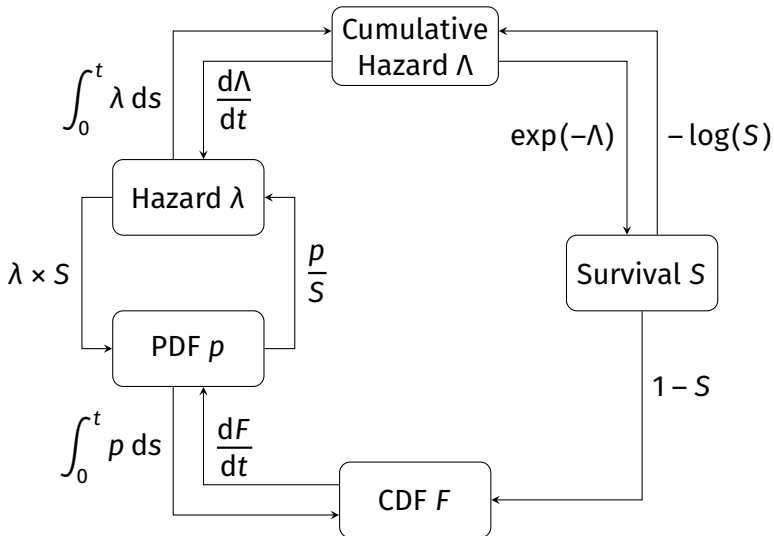 Cumulative
Hazard Λ
∫₀ᵗ λ ds
dΛ
dt
exp(−Λ)
− log(S)
Hazard λ
λ × S
p
S
Survival S
PDF p
1 − S
∫₀ᵗ p ds
dF
dt
CDF F